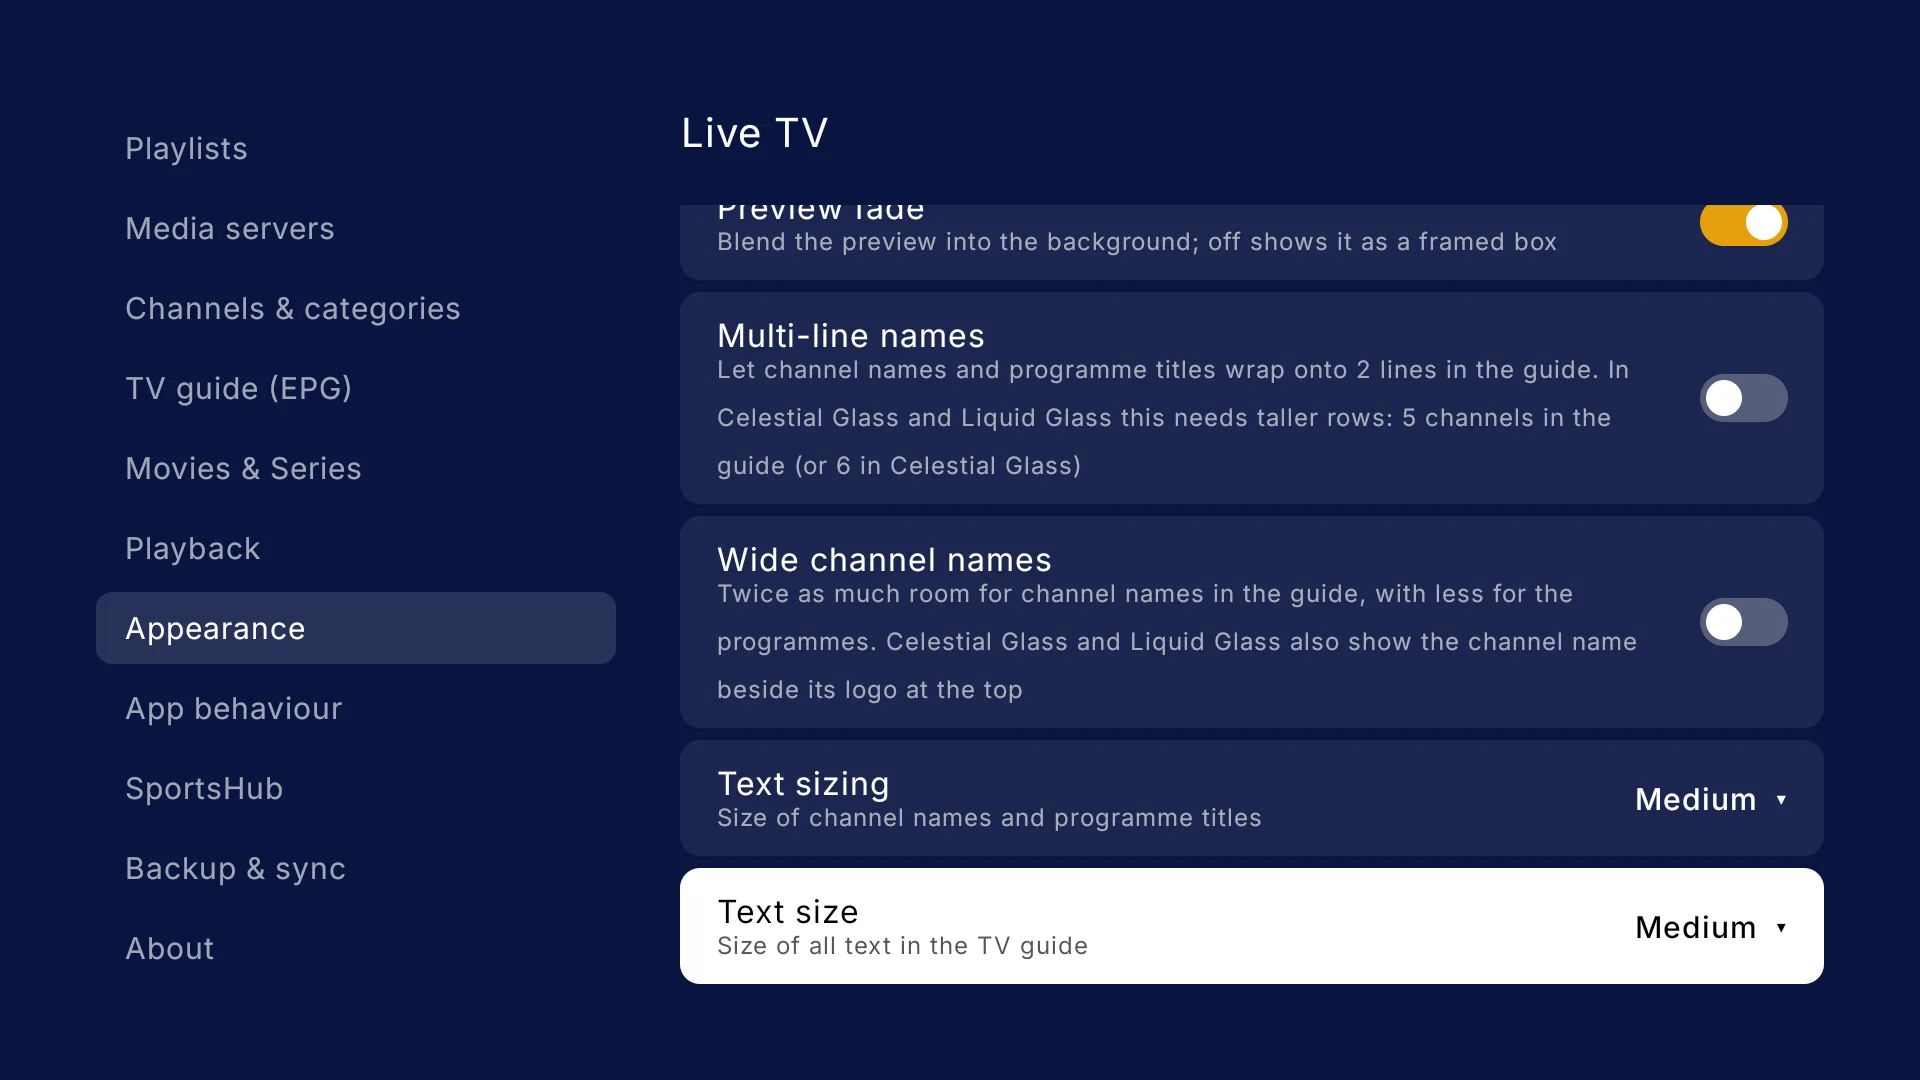 Live TV
Playlists
Media servers
Channels & categories
TV guide (EPG)
Movies & Series
Playback
Appearance
App behaviour
SportsHub
Backup & sync
About
Preview fade
Blend the preview into the background; off shows it as a framed box
Multi-line names
Let channel names and programme titles wrap onto 2 lines in the guide. In
Celestial Glass and Liquid Glass this needs taller rows: 5 channels in the
guide (or 6 in Celestial Glass)
Wide channel names
Twice as much room for channel names in the guide, with less for the
programmes. Celestial Glass and Liquid Glass also show the channel name
beside its logo at the top
Text sizing
Size of channel names and programme titles
Medium
Text size
Size of all text in the TV guide
Medium